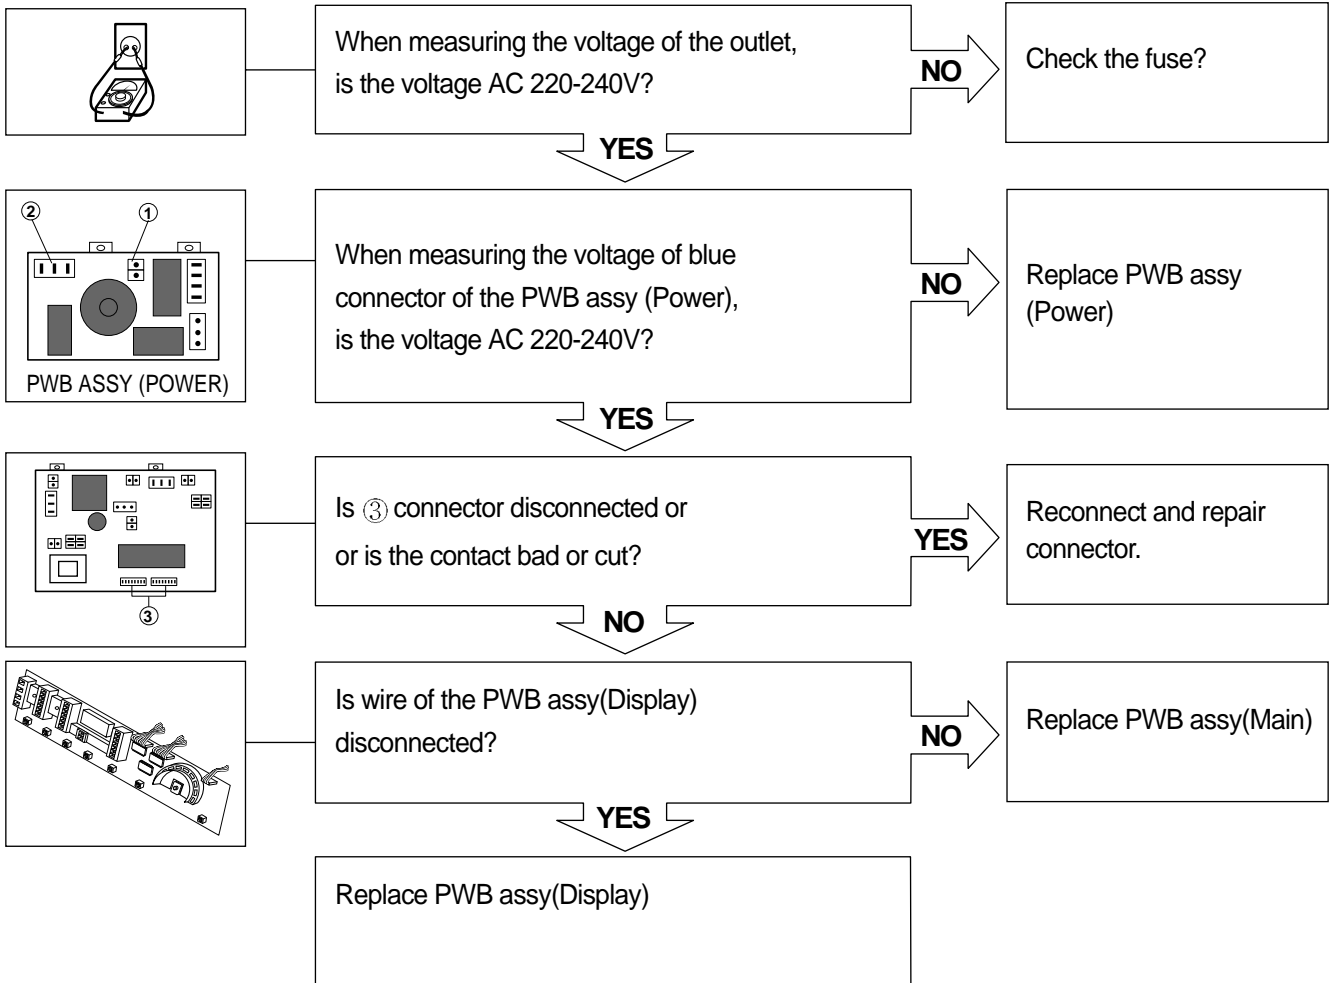 When measuring the voltage of the outlet,
is the voltage AC 220-240V?
NO
Check the fuse?
YES
② ①
PWB ASSY (POWER)
When measuring the voltage of blue
connector of the PWB assy (Power),
is the voltage AC 220-240V?
NO
Replace PWB assy
(Power)
YES
③
Is ③ connector disconnected or
or is the contact bad or cut?
YES
Reconnect and repair
connector.
NO
Is wire of the PWB assy(Display)
disconnected?
NO
Replace PWB assy(Main)
YES
Replace PWB assy(Display)